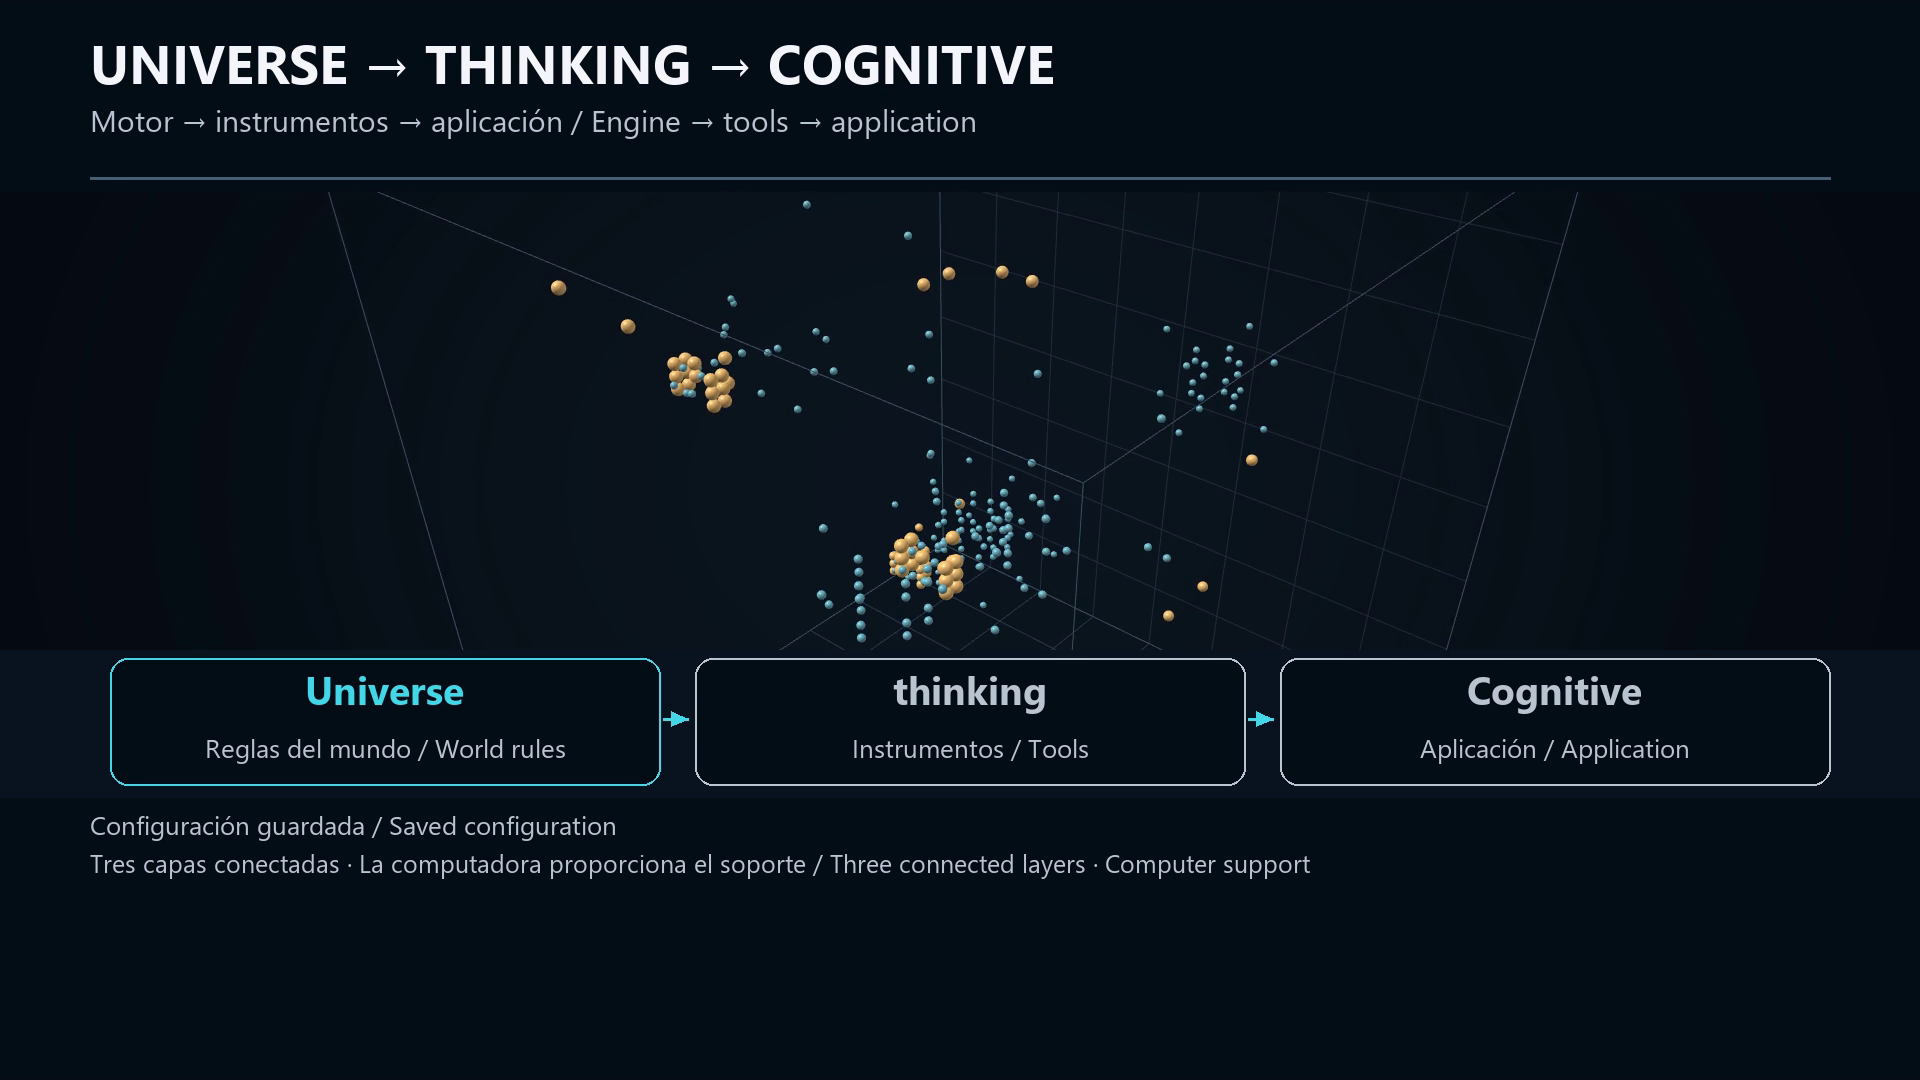 UNIVERSE → THINKING → COGNITIVE
Motor → instrumentos → aplicación / Engine → tools → application
Universe
Reglas del mundo / World rules
thinking
Instrumentos / Tools
Cognitive
Aplicación / Application
Configuración guardada / Saved configuration
Tres capas conectadas · La computadora proporciona el soporte / Three connected layers · Computer support